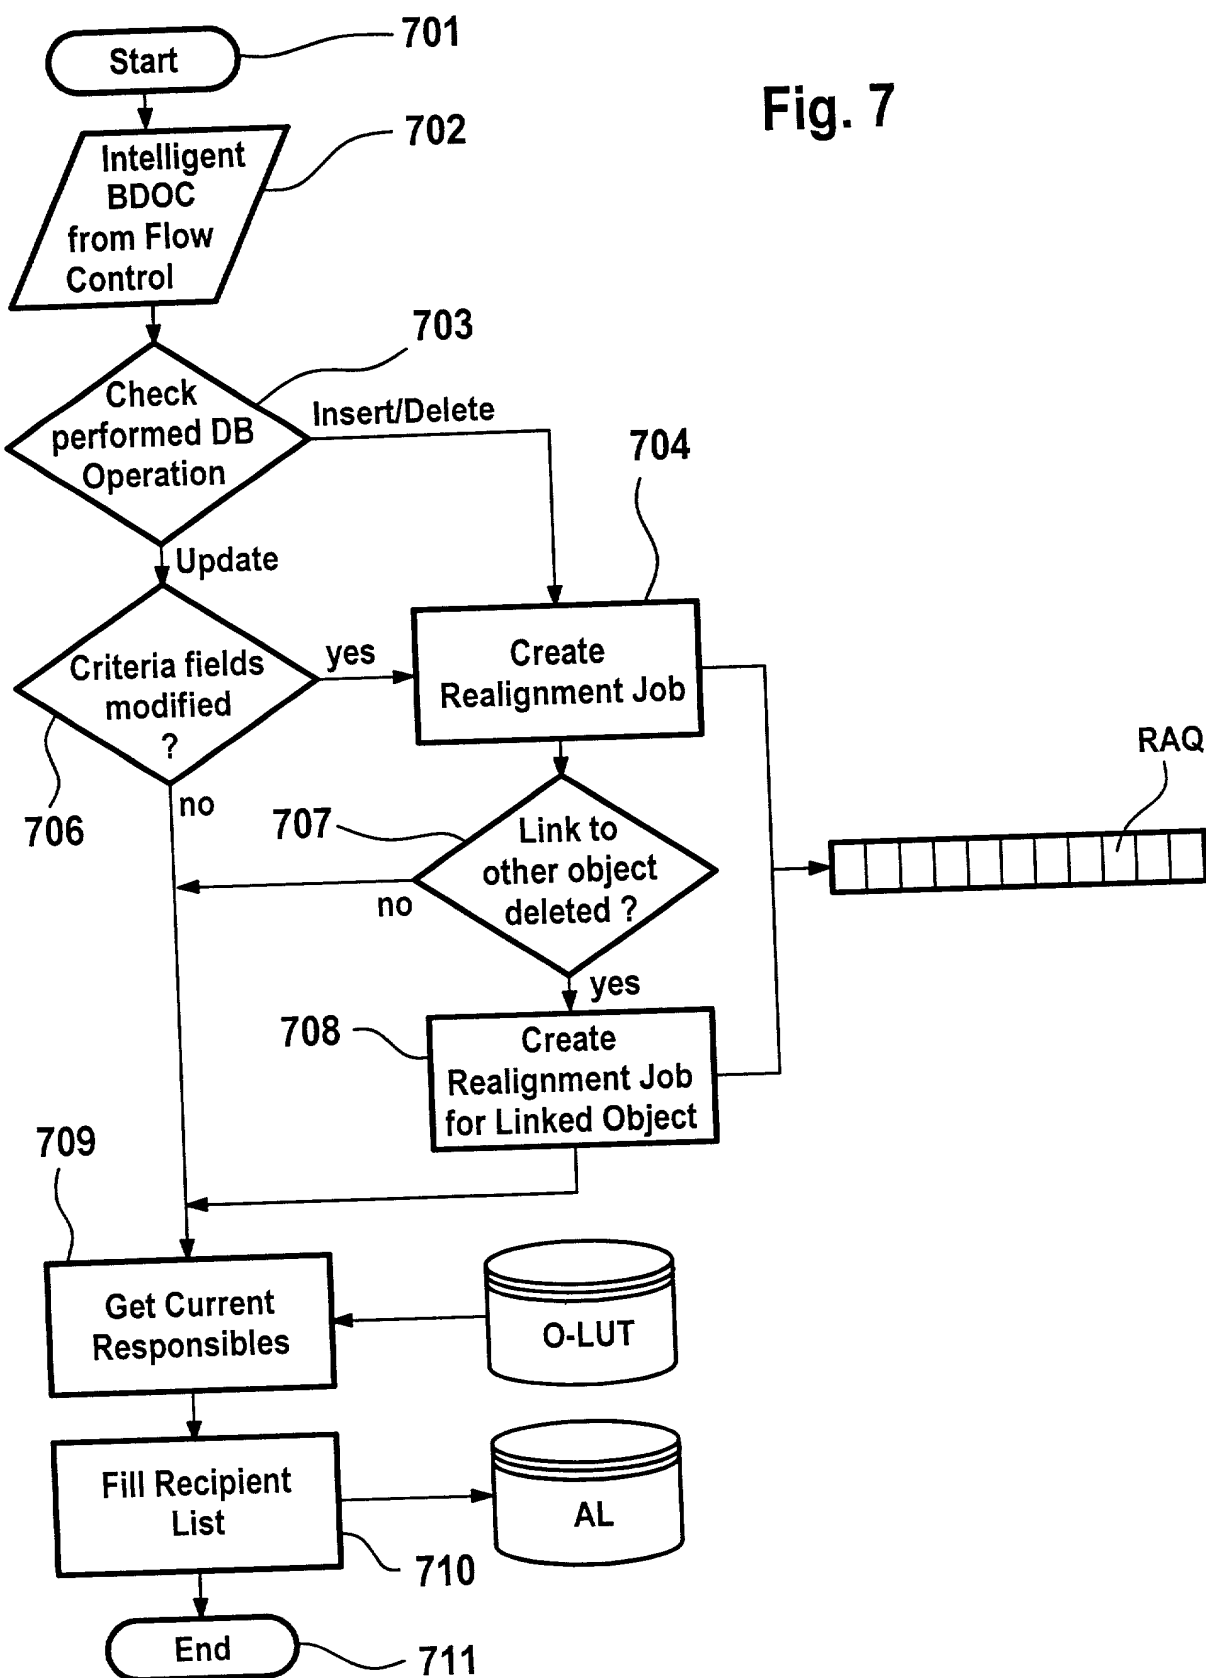 701
Start
Fig. 7
702
Intelligent
BDOC
from Flow
Control
703
Check
performed DB
Operation
Insert/Delete
704
Update
Criteria fields
modified
?
yes
Create
Realignment Job
RAQ
706
no
707
Link to
other object
deleted ?
no
yes
708
Create
Realignment Job
for Linked Object
709
Get Current
Responsibles
O-LUT
Fill Recipient
List
AL
710
End
711